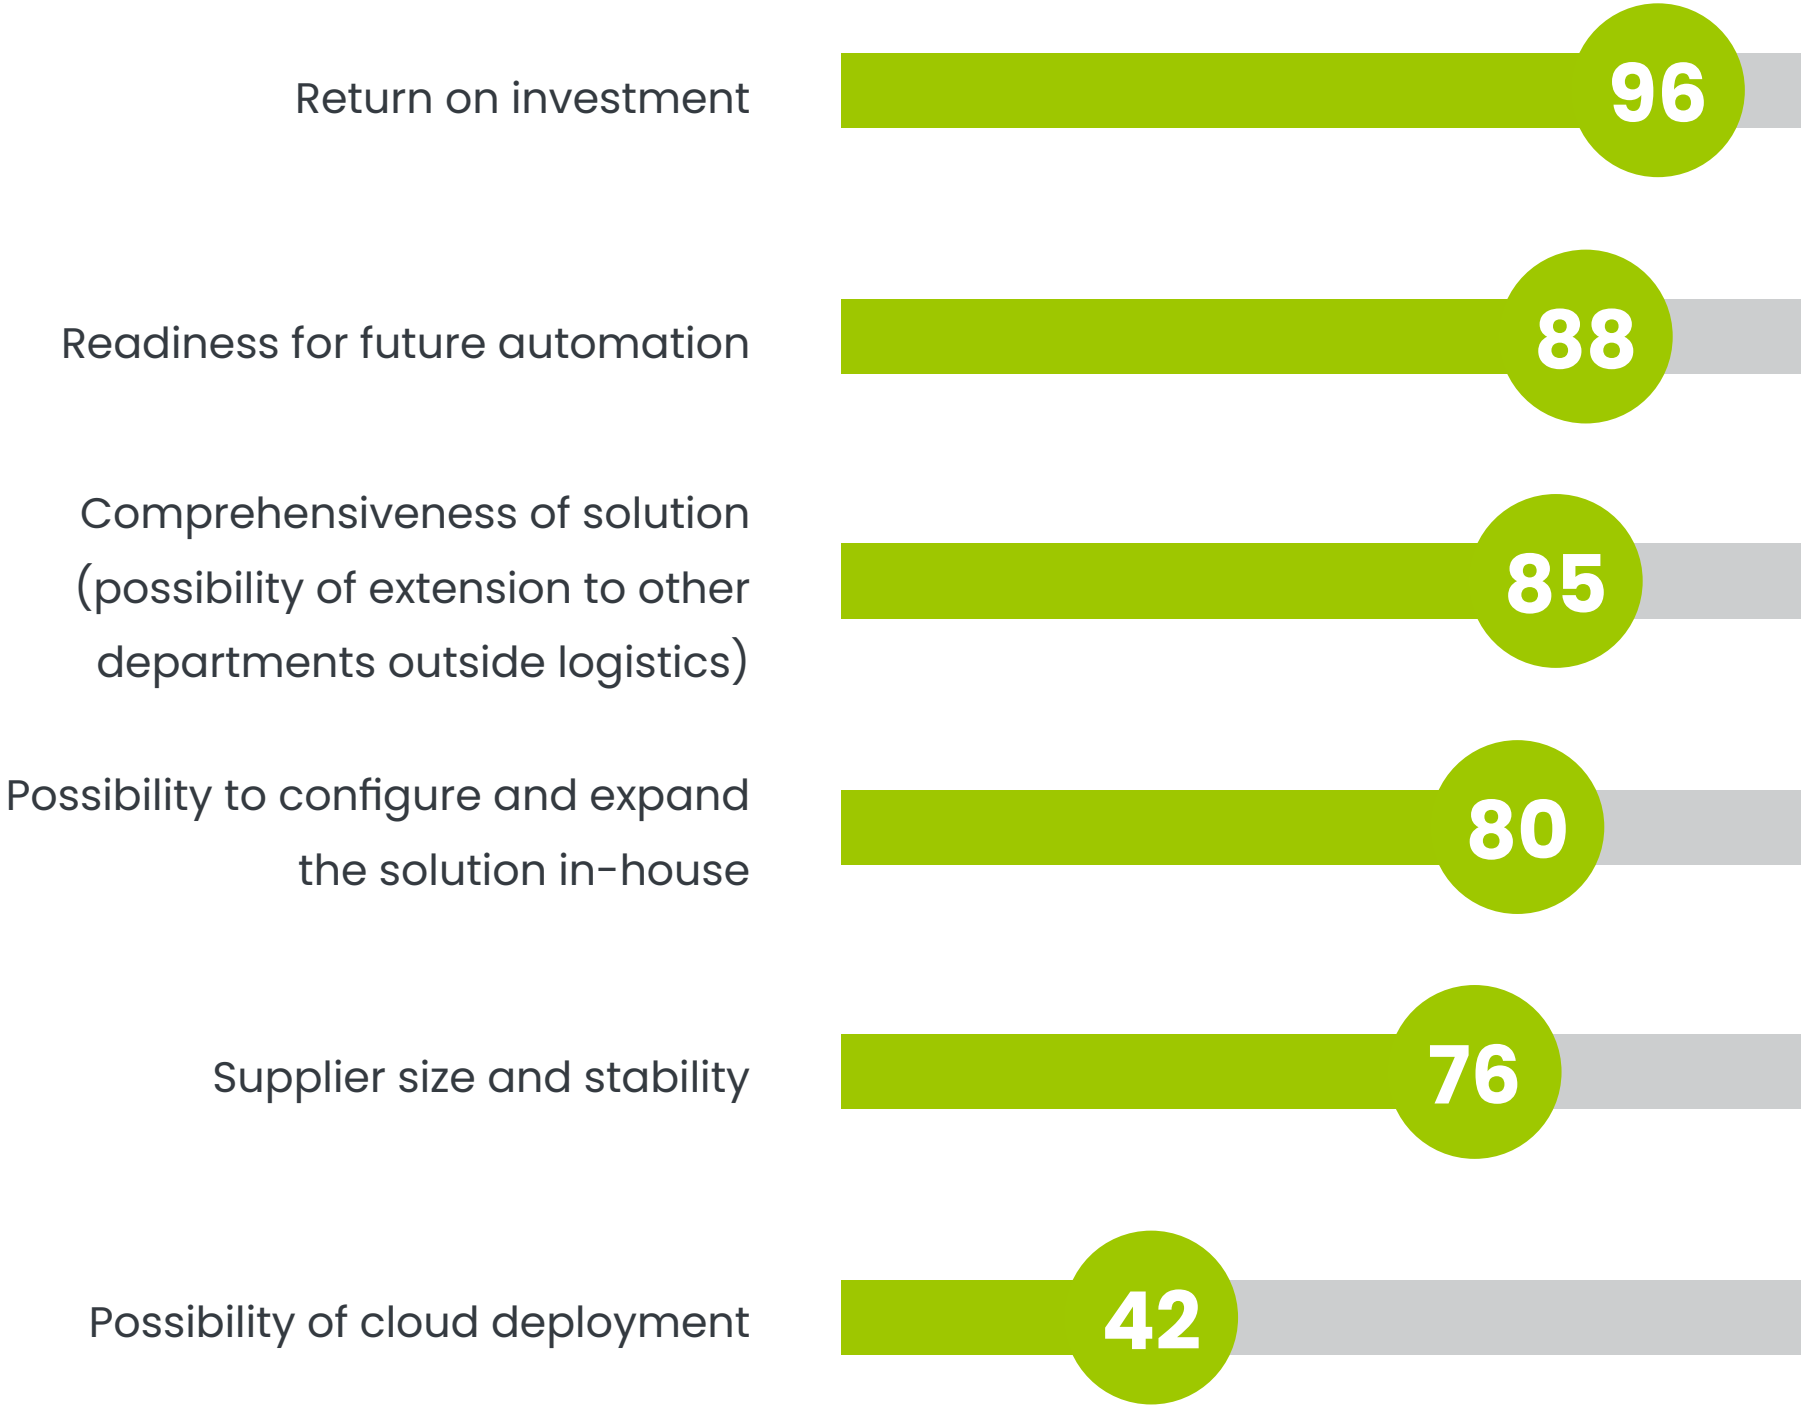 Return on investment
96
Readiness for future automation
88
Comprehensiveness of solution
(possibility of extension to other
departments outside logistics)
85
Possibility to configure and expand
the solution in-house
80
Supplier size and stability
76
Possibility of cloud deployment
42